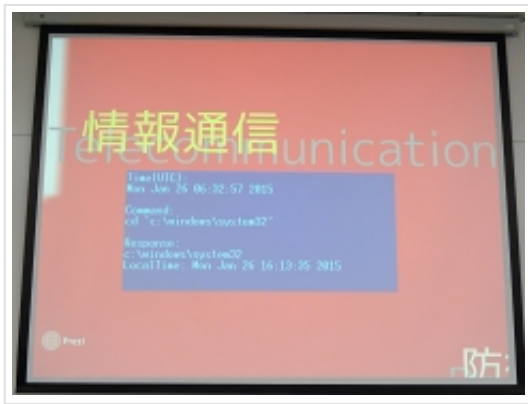 情報通信
Telecommunication
Time(UTC):
Mon Jan 26 06:32:57 2015
Command:
cd "c:\windows\system32"
Response:
c:\windows\system32
LocalTime: Mon Jan 26 16:13:35 2015
Prezi
防